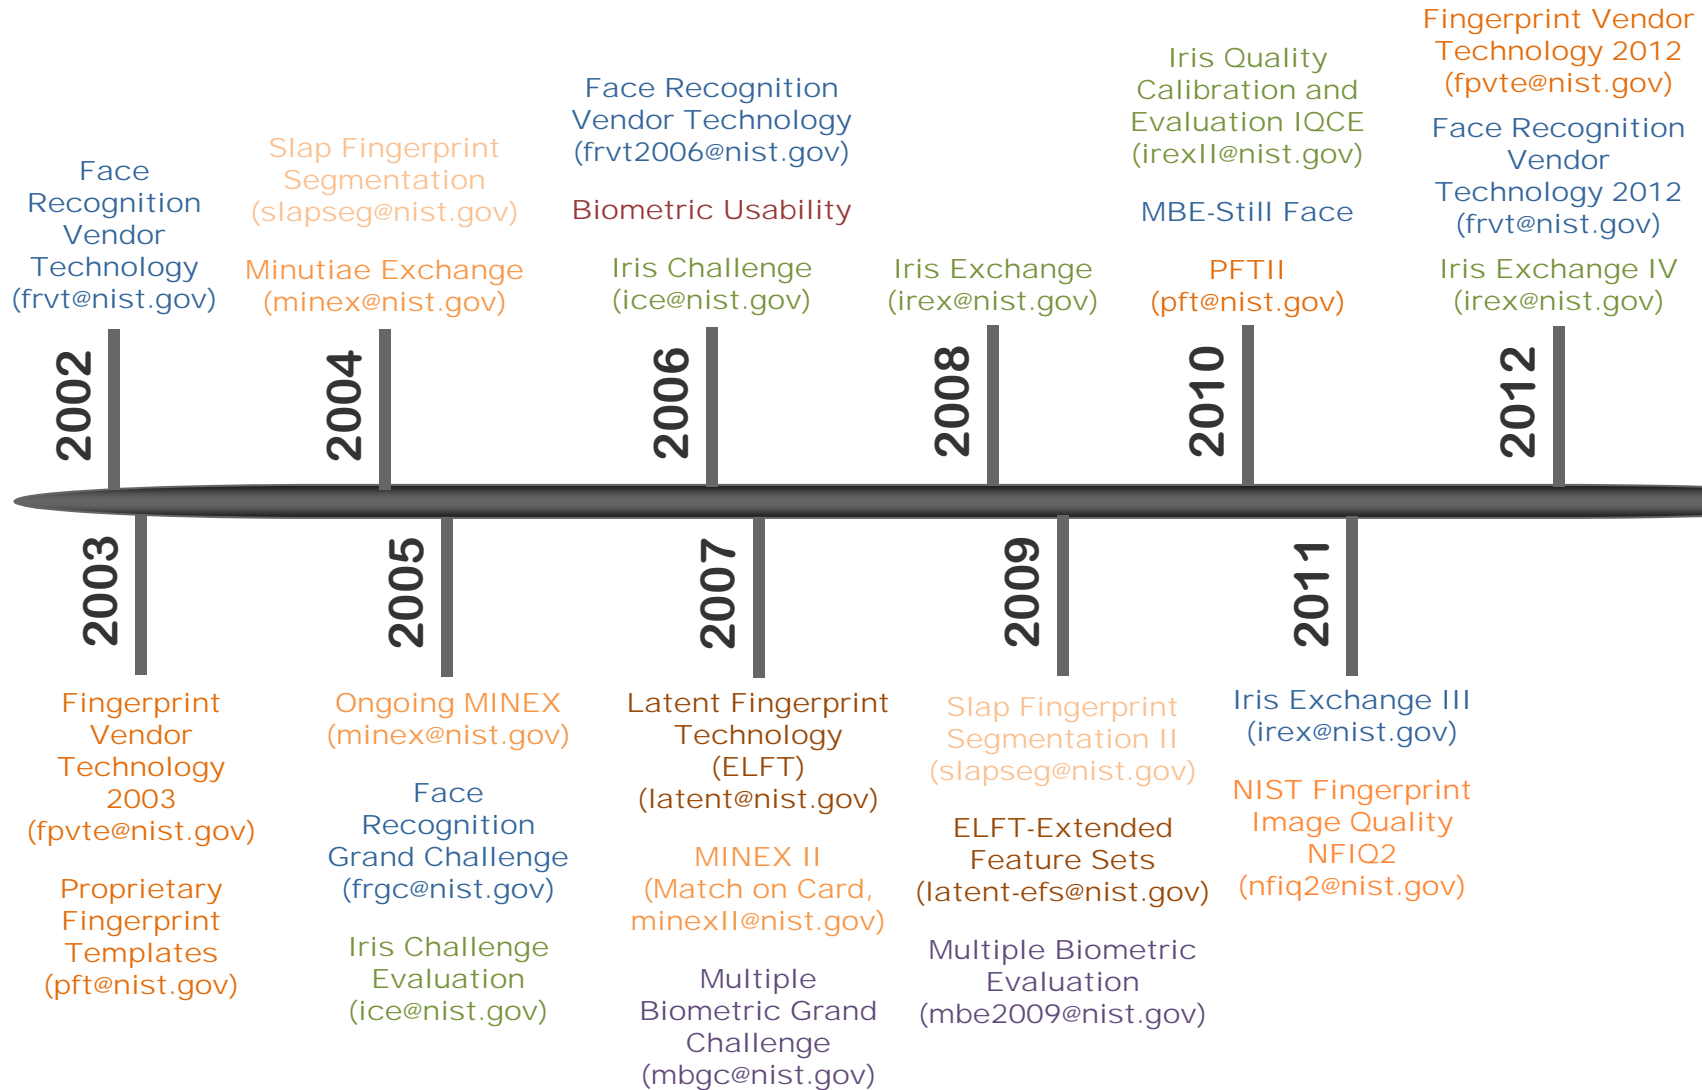 Face
Recognition
Vendor
Technology
(frvt@nist.gov)
2002
Slap Fingerprint
Segmentation
(slapseg@nist.gov)
Minutiae Exchange
(minex@nist.gov)
2004
Face Recognition
Vendor Technology
(frvt2006@nist.gov)
Biometric Usability
Iris Challenge
(ice@nist.gov)
2006
Iris Exchange
(irex@nist.gov)
2008
Iris Quality
Calibration and
Evaluation IQCE
(irexII@nist.gov)
MBE-Still Face
PFTII
(pft@nist.gov)
2010
Fingerprint Vendor
Technology 2012
(fpvte@nist.gov)
Face Recognition
Vendor
Technology 2012
(frvt@nist.gov)
Iris Exchange IV
(irex@nist.gov)
2012
2003
Fingerprint
Vendor
Technology
2003
(fpvte@nist.gov)
Proprietary
Fingerprint
Templates
(pft@nist.gov)
2005
Ongoing MINEX
(minex@nist.gov)
Face
Recognition
Grand Challenge
(frgc@nist.gov)
Iris Challenge
Evaluation
(ice@nist.gov)
2007
Latent Fingerprint
Technology
(ELFT)
(latent@nist.gov)
MINEX II
(Match on Card,
minexII@nist.gov)
Multiple
Biometric Grand
Challenge
(mbgc@nist.gov)
2009
Slap Fingerprint
Segmentation II
(slapseg@nist.gov)
ELFT-Extended
Feature Sets
(latent-efs@nist.gov)
Multiple Biometric
Evaluation
(mbe2009@nist.gov)
2011
Iris Exchange III
(irex@nist.gov)
NIST Fingerprint
Image Quality
NFIQ2
(nfiq2@nist.gov)